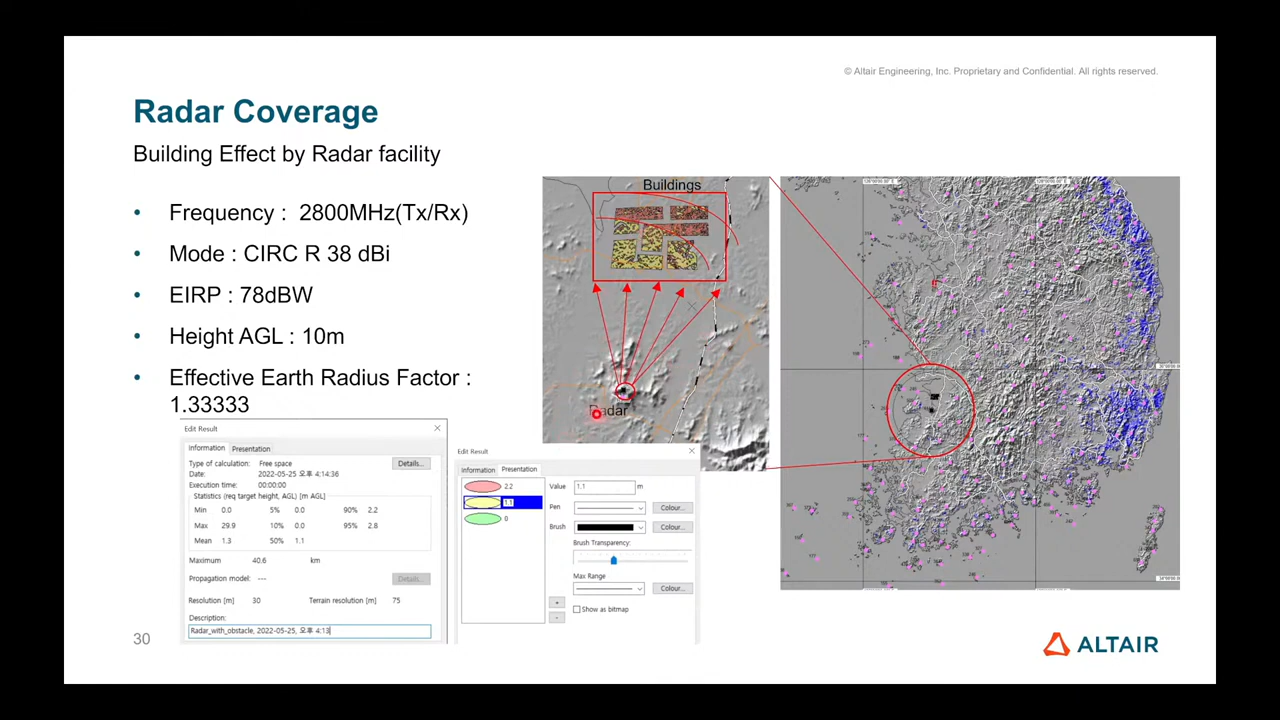 © Altair Engineering, Inc. Proprietary and Confidential. All rights reserved.
Radar Coverage
Building Effect by Radar facility
• Frequency : 2800MHz(Tx/Rx)
• Mode : CIRC R 38 dBi
• EIRP : 78dBW
• Height AGL : 10m
• Effective Earth Radius Factor :
1.33333
Buildings
Radar
Edit Result
Information Presentation
Type of calculation: Free space Details...
Date: 2022-05-25 오후 4:14:36
Execution time: 00:00:00
Statistics (req target height, AGL) [m AGL]
Min 0.0 5% 0.0 90% 2.2
Max 29.9 10% 0.0 95% 2.8
Mean 1.3 50% 1.1
Maximum 40.6 km
Propagation model: --- Details...
Resolution [m] 30 Terrain resolution [m] 75
Description:
Radar_with_obstacle, 2022-05-25, 오후 4:13
Edit Result
Information Presentation
2.2
1.1
0
Value 1.1 m
Pen Colour...
Brush Colour...
Brush Transparency:
Max Range
Colour...
Show as bitmap
+
-
30
ALTAIR